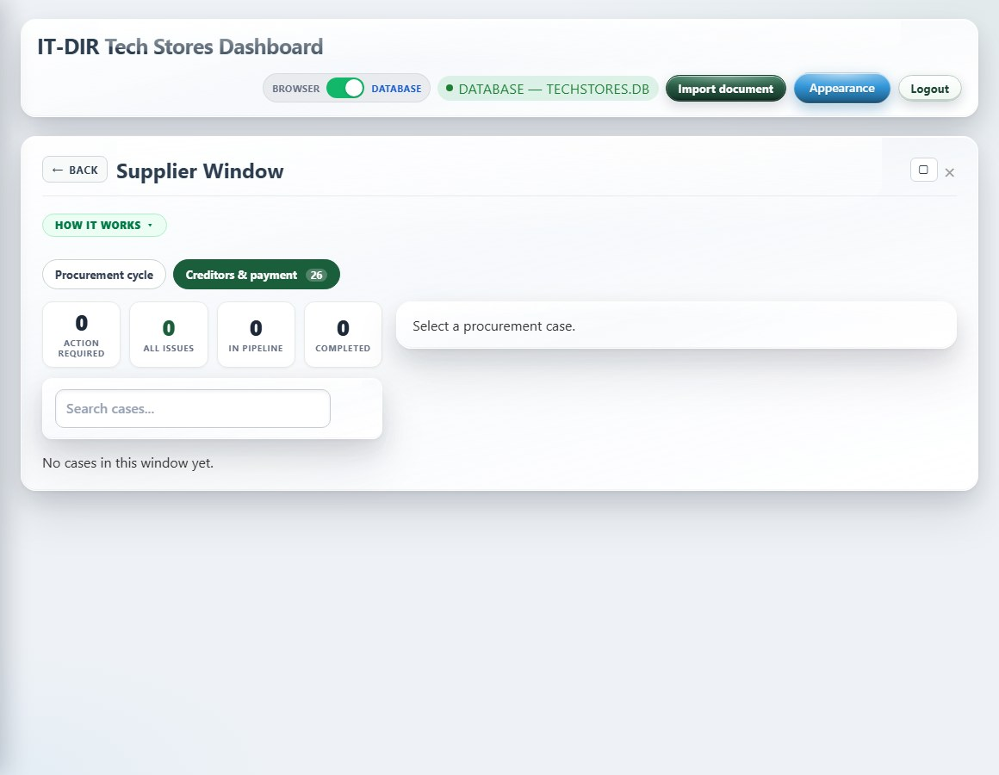 IT-DIR Tech Stores Dashboard
BROWSER DATABASE DATABASE — TECHSTORES.DB Import document Appearance Logout
← BACK Supplier Window ×
HOW IT WORKS
Procurement cycle Creditors & payment 26
0 ACTION REQUIRED
0 ALL ISSUES
0 IN PIPELINE
0 COMPLETED
Select a procurement case.
Search cases...
No cases in this window yet.